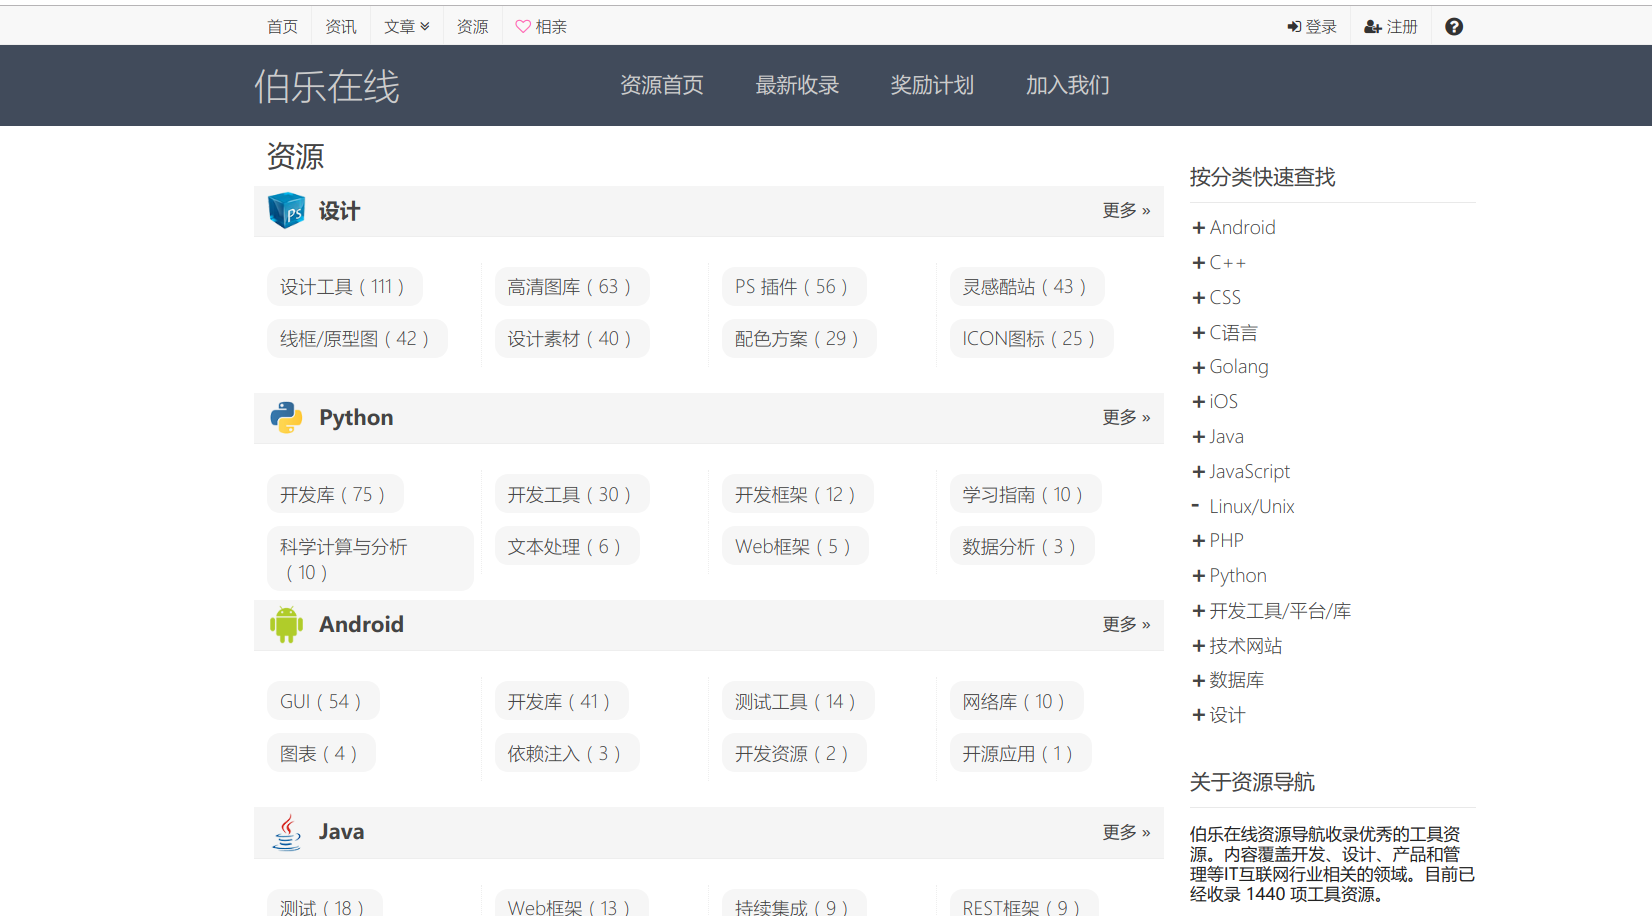 首页 资讯 文章 资源 相亲 登录 注册
伯乐在线 资源首页 最新收录 奖励计划 加入我们
资源
设计 更多 »
设计工具 ( 111 ) 高清图库 ( 63 ) PS 插件 ( 56 ) 灵感酷站 ( 43 )
线框/原型图 ( 42 ) 设计素材 ( 40 ) 配色方案 ( 29 ) ICON图标 ( 25 )
Python 更多 »
开发库 ( 75 ) 开发工具 ( 30 ) 开发框架 ( 12 ) 学习指南 ( 10 )
科学计算与分析 文本处理 ( 6 ) Web框架 ( 5 ) 数据分析 ( 3 )
( 10 )
Android 更多 »
GUI ( 54 ) 开发库 ( 41 ) 测试工具 ( 14 ) 网络库 ( 10 )
图表 ( 4 ) 依赖注入 ( 3 ) 开发资源 ( 2 ) 开源应用 ( 1 )
Java 更多 »
测试 ( 18 ) Web框架 ( 13 ) 持续集成 ( 9 ) REST框架 ( 9 )
按分类快速查找
+ Android
+ C++
+ CSS
+ C语言
+ Golang
+ iOS
+ Java
+ JavaScript
- Linux/Unix
+ PHP
+ Python
+ 开发工具/平台/库
+ 技术网站
+ 数据库
+ 设计
关于资源导航
伯乐在线资源导航收录优秀的工具资
源。内容覆盖开发、设计、产品和管
理等IT互联网行业相关的领域。目前已
经收录 1440 项工具资源。